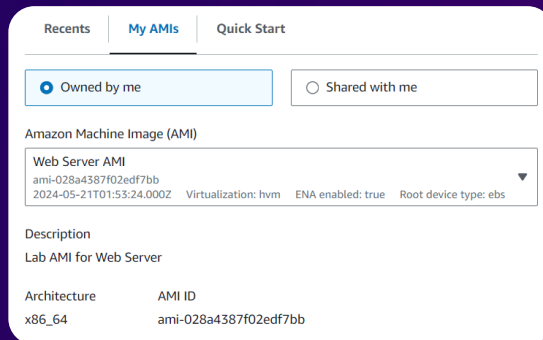 Recents My AMIs Quick Start
Owned by me Shared with me
Amazon Machine Image (AMI)
Web Server AMI
ami-028a4387f02edf7bb
2024-05-21T01:53:24.000Z Virtualization: hvm ENA enabled: true Root device type: ebs
Description
Lab AMI for Web Server
Architecture AMI ID
x86_64 ami-028a4387f02edf7bb